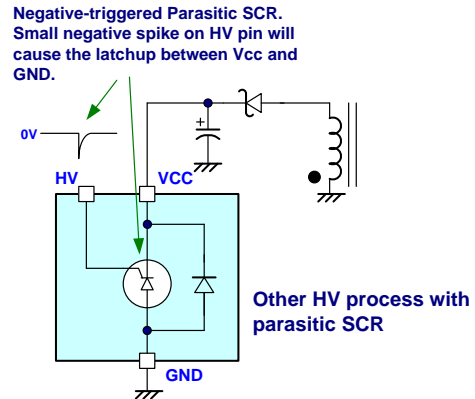 Negative-triggered Parasitic SCR.
Small negative spike on HV pin will
cause the latchup between Vcc and
GND.
+
0V
HV
VCC
Other HV process with
parasitic SCR
GND